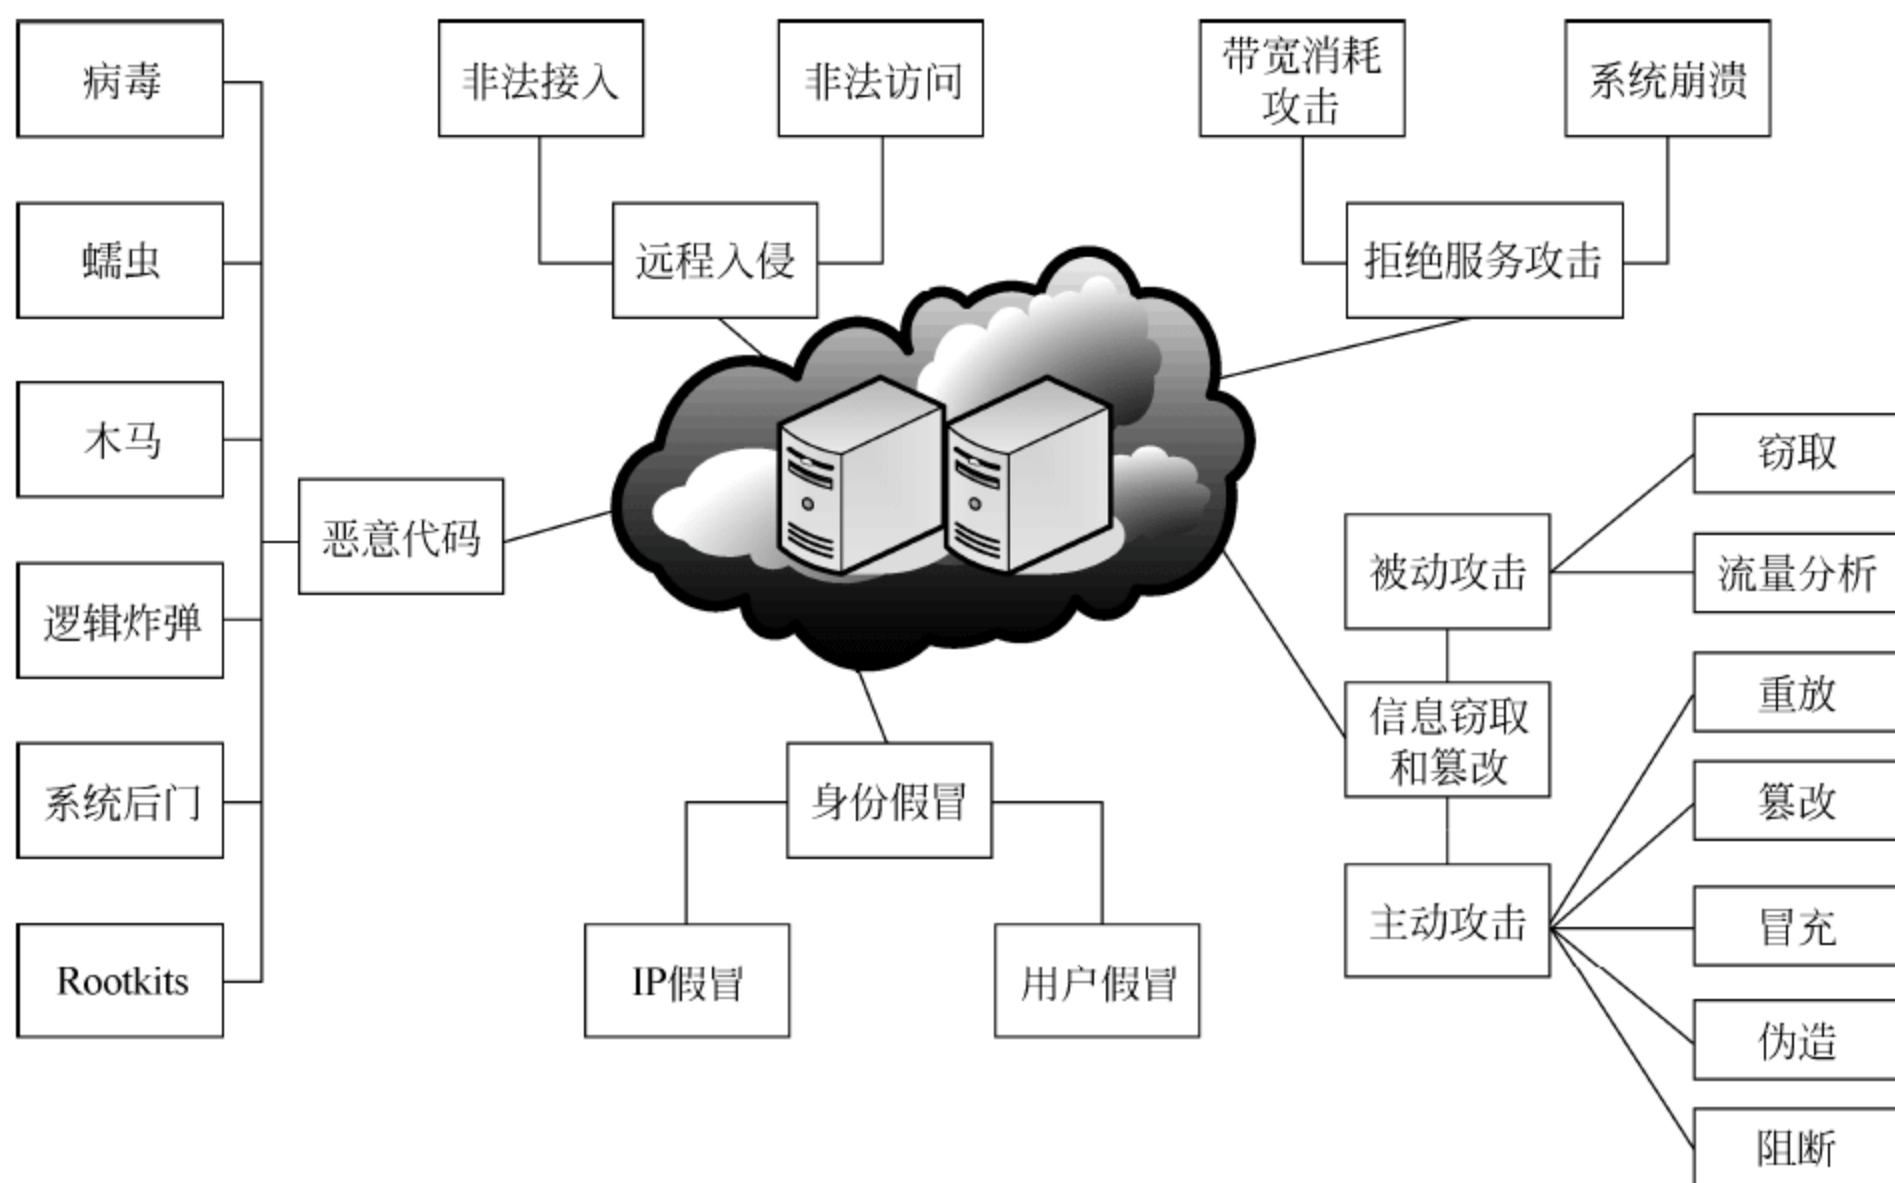 病毒
非法接入
非法访问
带宽消耗
攻击
系统崩溃
蠕虫
远程入侵
拒绝服务攻击
木马
恶意代码
逻辑炸弹
系统后门
Rootkits
身份假冒
IP假冒
用户假冒
被动攻击
窃取
流量分析
信息窃取
和篡改
主动攻击
重放
篡改
冒充
伪造
阻断